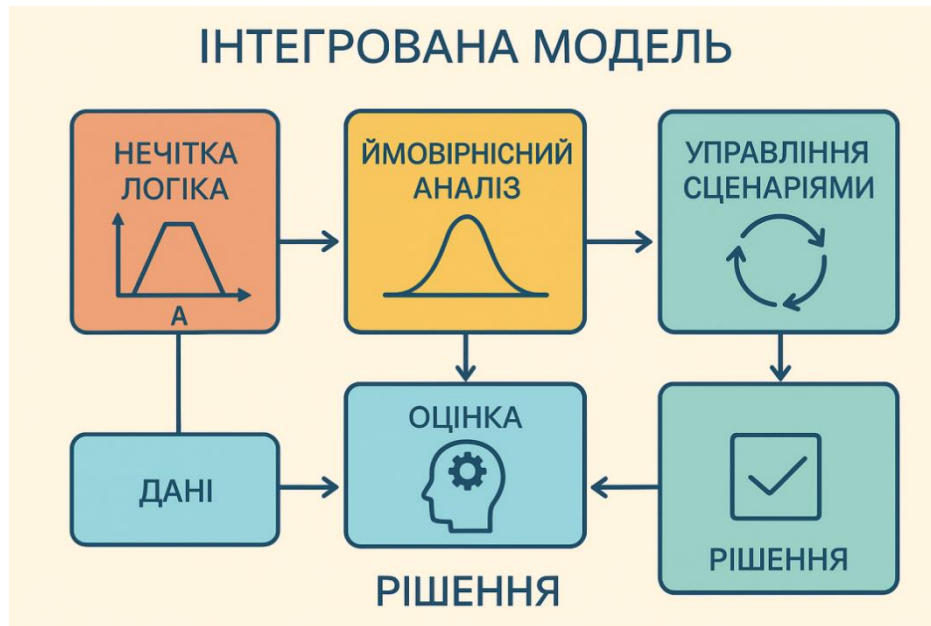 ІНТЕГРОВАНА МОДЕЛЬ
НЕЧІТКА
ЛОГІКА
А
ЙМОВІРНІСНИЙ
АНАЛІЗ
УПРАВЛІННЯ
СЦЕНАРІЯМИ
ДАНІ
ОЦІНКА
РІШЕННЯ
РІШЕННЯ